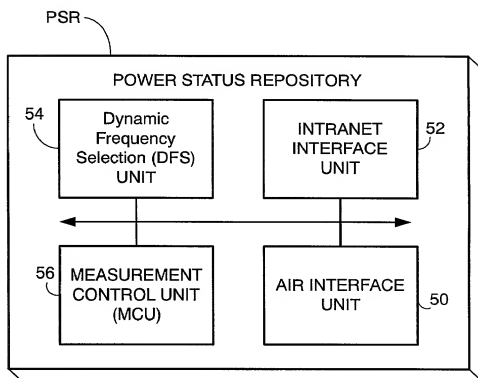 PSR
POWER STATUS REPOSITORY
54
Dynamic
Frequency
Selection (DFS)
UNIT
INTRANET
INTERFACE
UNIT
52
56
MEASUREMENT
CONTROL UNIT
(MCU)
AIR INTERFACE
UNIT
50